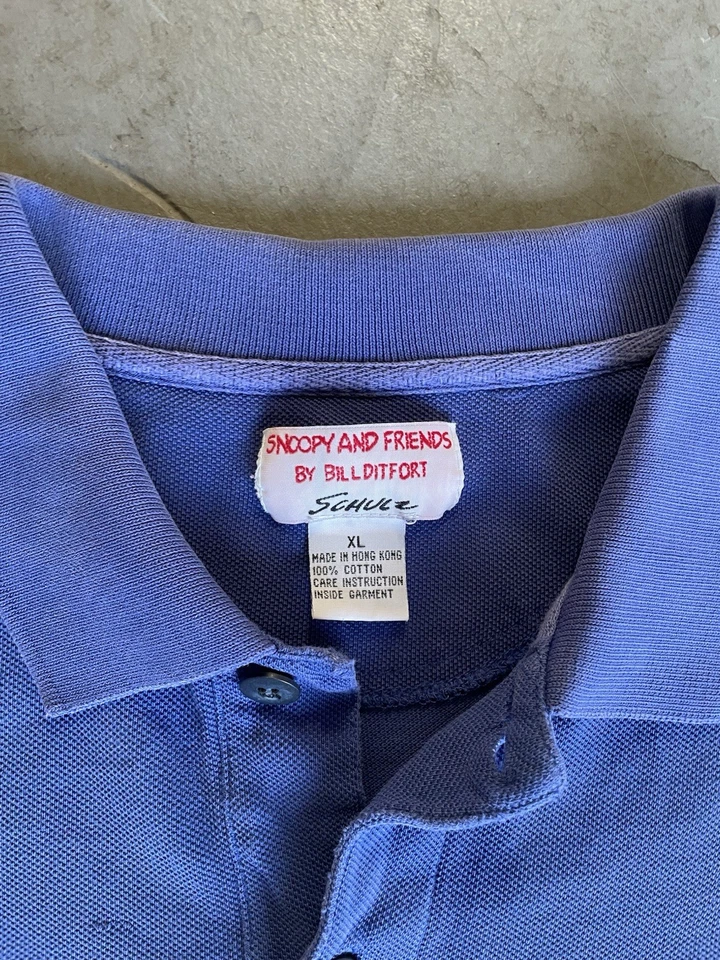 SNOOPY AND FRIENDS
BY BILLDITFORT
SCHULZ
XL
MADE IN HONG KONG
100% COTTON
CARE INSTRUCTION
INSIDE GARMENT